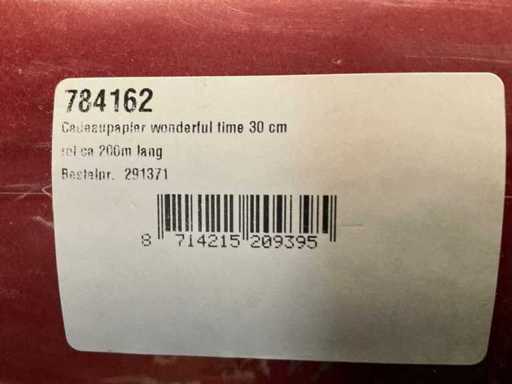 784162
Cadeaupapier wonderful time 30 cm
rol ca 200m lang
Bestelnr. 291371
8 714215 209395